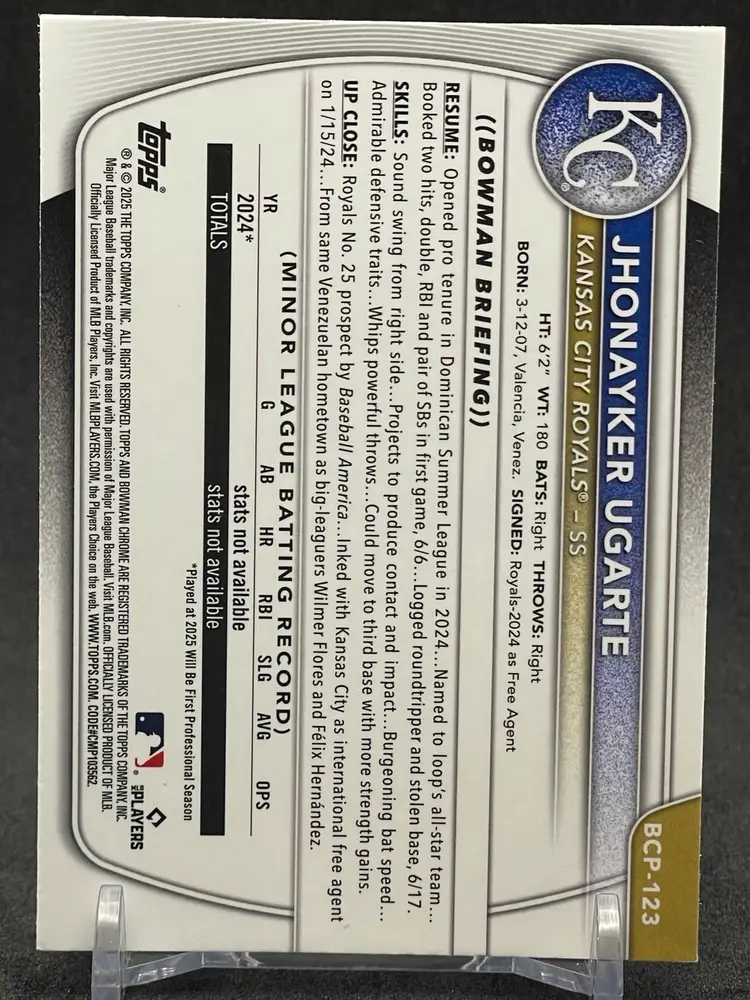 BCP-123
KC®
JHONAYKER UGARTE
KANSAS CITY ROYALS® – SS
HT: 6'2" WT: 180 BATS: Right THROWS: Right
BORN: 3-12-07, Valencia, Venez. SIGNED: Royals-2024 as Free Agent
((BOWMAN BRIEFING))
RESUME: Opened pro tenure in Dominican Summer League in 2024...Named to loop's all-star team...
Booked two hits, double, RBI and pair of SBs in first game, 6/6...Logged roundtripper and stolen base, 6/17.
SKILLS: Sound swing from right side...Projects to produce contact and impact...Burgeoning bat speed...
Admirable defensive traits...Whips powerful throws...Could move to third base with more strength gains.
UP CLOSE: Royals No. 25 prospect by Baseball America...Inked with Kansas City as international free agent
on 1/15/24...From same Venezuelan hometown as big-leaguers Wilmer Flores and Félix Hernández.
(MINOR LEAGUE BATTING RECORD)
YR G AB HR RBI SLG AVG OPS
2024* stats not available
TOTALS stats not available
*Played at 2025 Will Be First Professional Season
topps®
® & © 2025 THE TOPPS COMPANY, INC. ALL RIGHTS RESERVED. TOPPS AND BOWMAN CHROME ARE REGISTERED TRADEMARKS OF THE TOPPS COMPANY, INC.
Major League Baseball trademarks and copyrights are used with permission of Major League Baseball. Visit MLB.com. OFFICIALLY LICENSED PRODUCT OF MLB.
Officially Licensed Product of MLB Players, Inc. Visit MLBPLAYERS.COM, the Players Choice on the web. WWW.TOPPS.COM. CODE#CMP103562
MLBPLAYERS